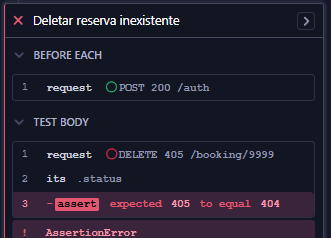 Deletar reserva inexistente
BEFORE EACH
1 request POST 200 /auth
TEST BODY
1 request DELETE 405 /booking/9999
2 its .status
3 -assert expected 405 to equal 404
! AssertionError